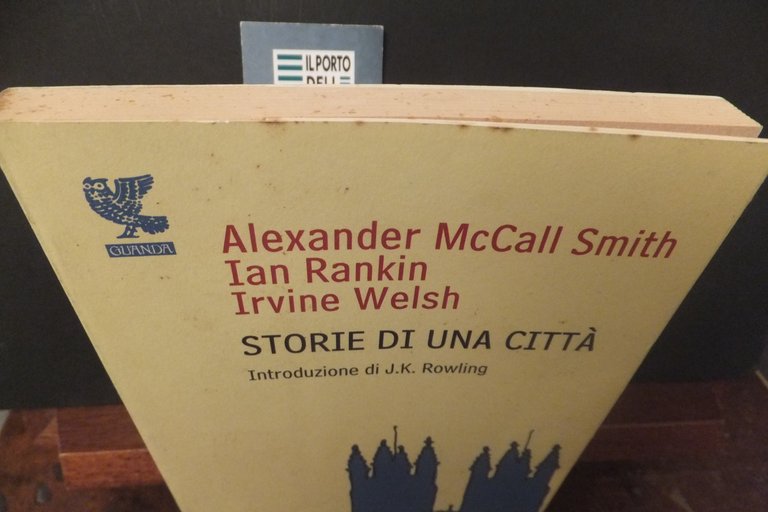 IL PORTO
DELL
GUANDA
Alexander McCall Smith
Ian Rankin
Irvine Welsh
STORIE DI UNA CITTÀ
Introduzione di J.K. Rowling